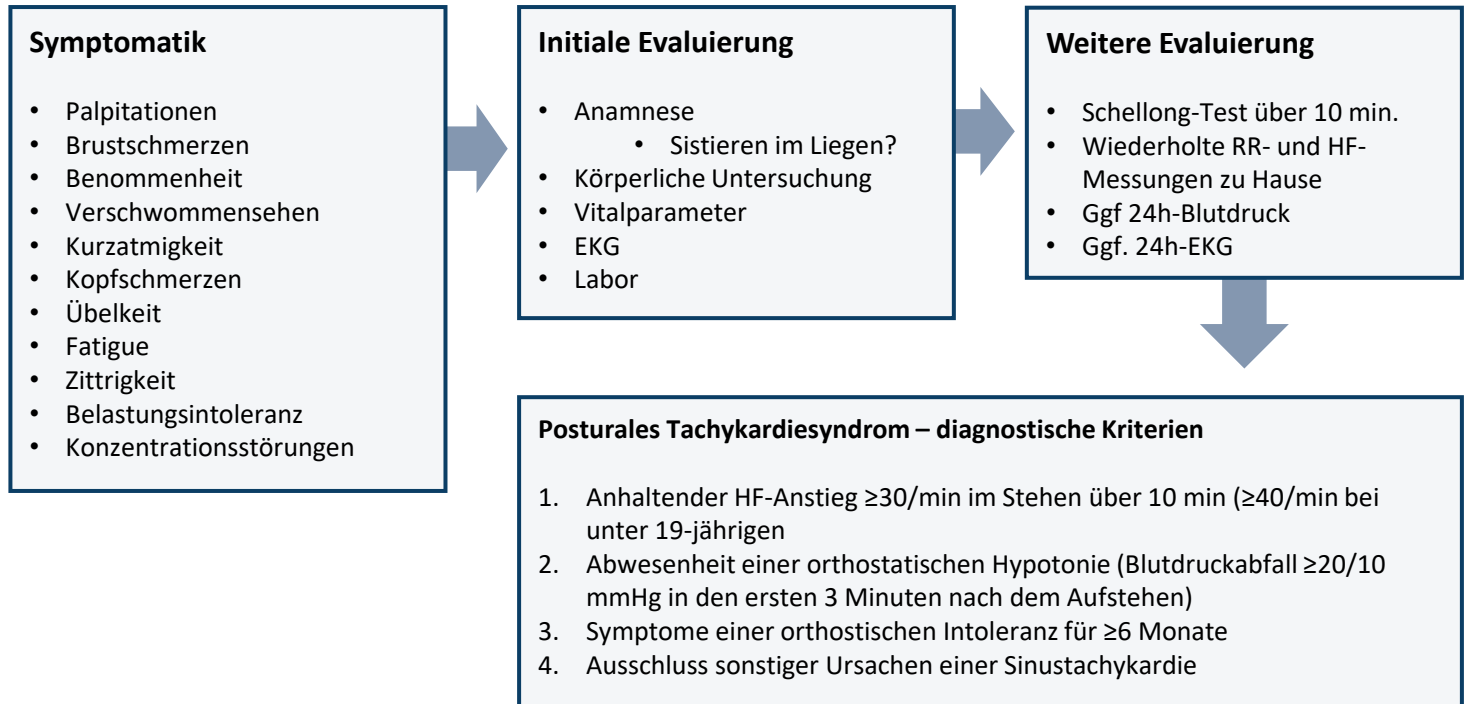 Symptomatik
• Palpitationen
• Brustschmerzen
• Benommenheit
• Verschwommensehen
• Kurzatmigkeit
• Kopfschmerzen
• Übelkeit
• Fatigue
• Zittrigkeit
• Belastungsintoleranz
• Konzentrationsstörungen
Initiale Evaluierung
• Anamnese
• Sistieren im Liegen?
• Körperliche Untersuchung
• Vitalparameter
• EKG
• Labor
Weitere Evaluierung
• Schellong-Test über 10 min.
• Wiederholte RR- und HF-
Messungen zu Hause
• Ggf 24h-Blutdruck
• Ggf. 24h-EKG
Posturales Tachykardiesyndrom – diagnostische Kriterien
1. Anhaltender HF-Anstieg ≥30/min im Stehen über 10 min (≥40/min bei
unter 19-jährigen
2. Abwesenheit einer orthostatischen Hypotonie (Blutdruckabfall ≥20/10
mmHg in den ersten 3 Minuten nach dem Aufstehen)
3. Symptome einer orthostischen Intoleranz für ≥6 Monate
4. Ausschluss sonstiger Ursachen einer Sinustachykardie